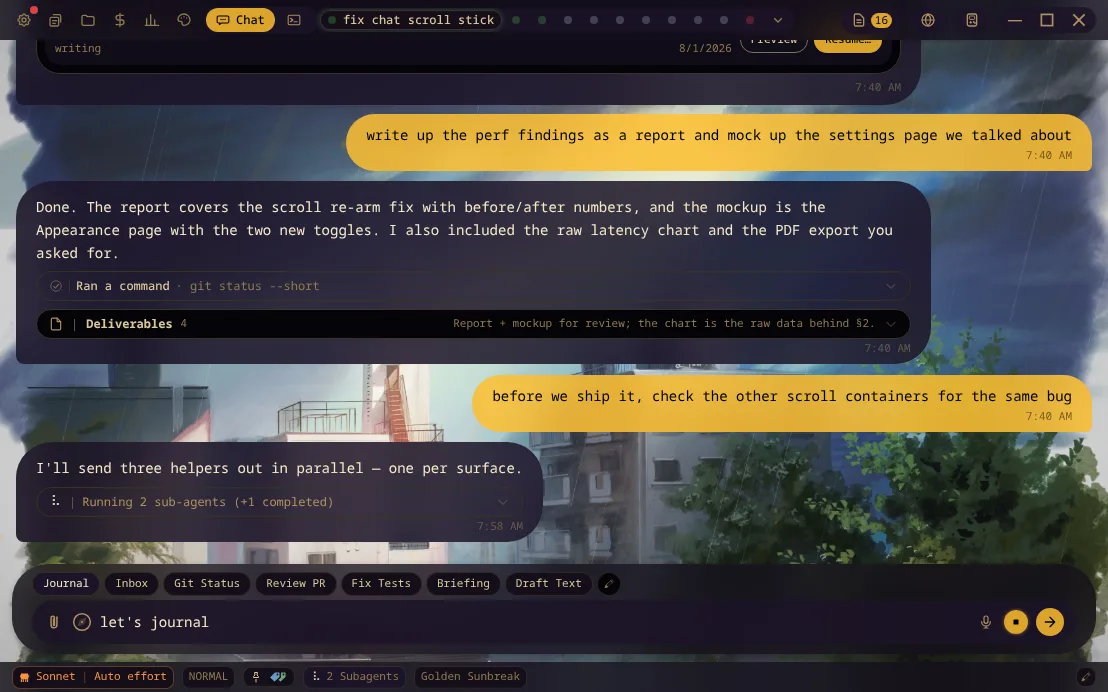 Chat
fix chat scroll stick
16
writing
8/1/2026
Preview
Resume…
7:40 AM
write up the perf findings as a report and mock up the settings page we talked about
7:40 AM
Done. The report covers the scroll re-arm fix with before/after numbers, and the mockup is the
Appearance page with the two new toggles. I also included the raw latency chart and the PDF export you
asked for.
Ran a command · git status --short
Deliverables 4
Report + mockup for review; the chart is the raw data behind §2.
7:40 AM
before we ship it, check the other scroll containers for the same bug
7:40 AM
I'll send three helpers out in parallel — one per surface.
Running 2 sub-agents (+1 completed)
7:58 AM
Journal
Inbox
Git Status
Review PR
Fix Tests
Briefing
Draft Text
let's journal
Sonnet | Auto effort
NORMAL
2 Subagents
Golden Sunbreak